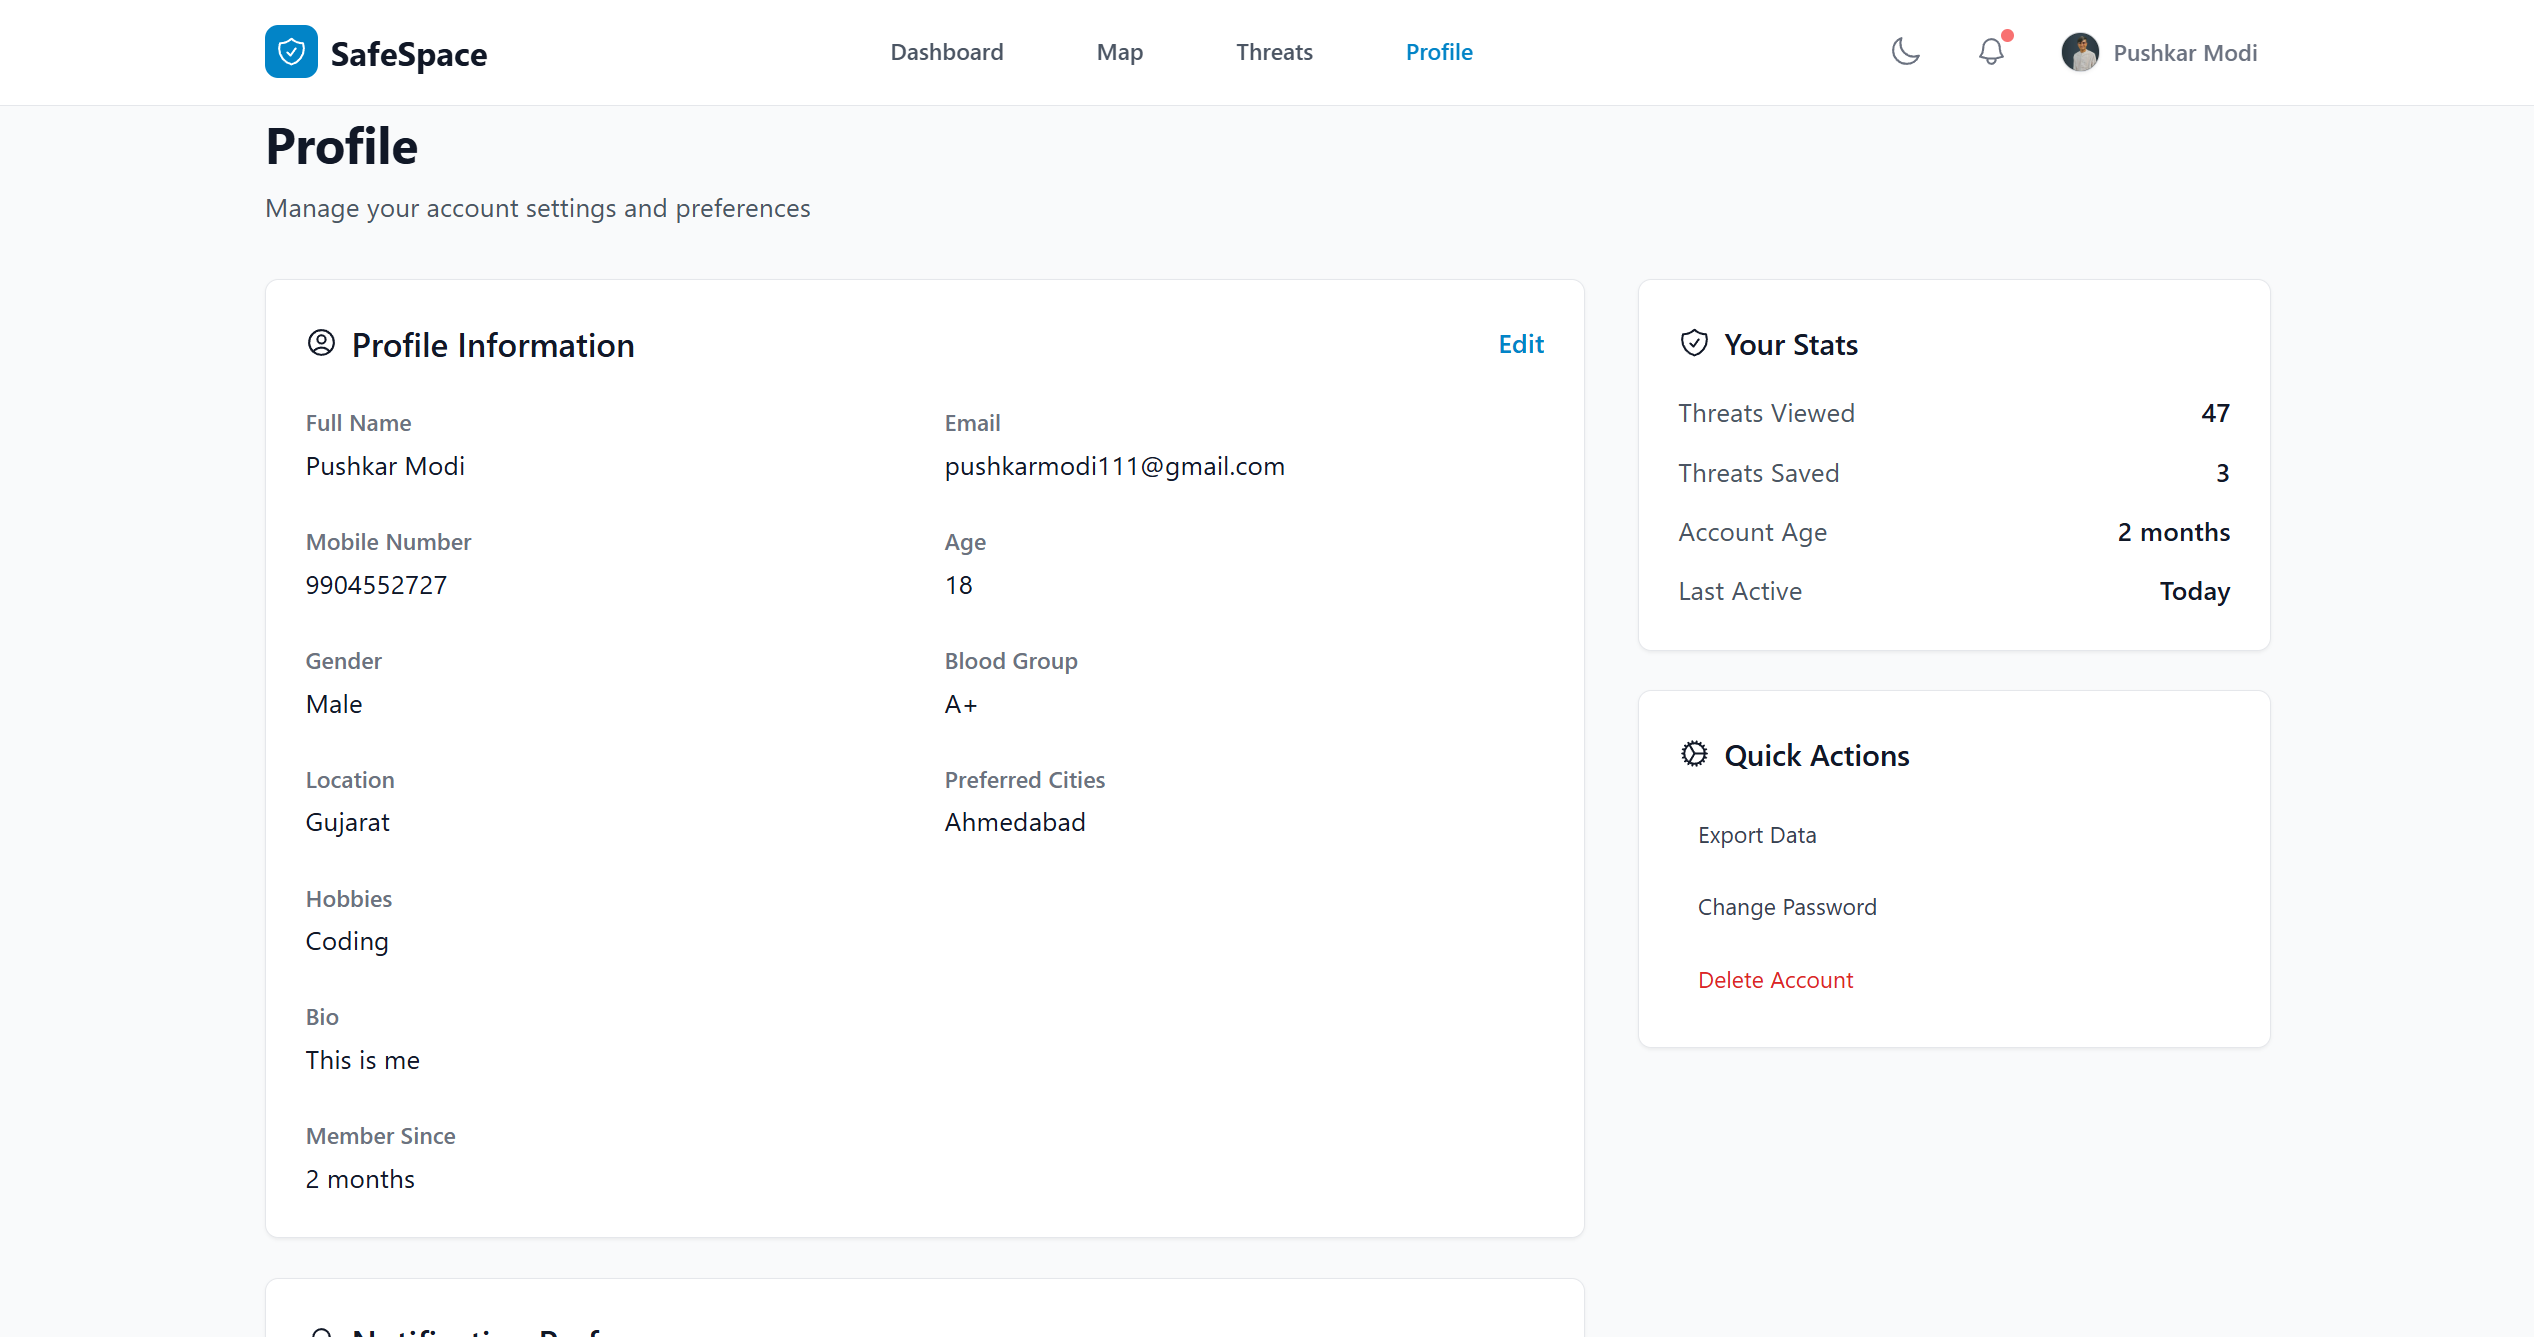 SafeSpace
Dashboard
Map
Threats
Profile
Pushkar Modi
Profile
Manage your account settings and preferences
Profile Information
Edit
Full Name
Pushkar Modi
Email
pushkarmodi111@gmail.com
Mobile Number
9904552727
Age
18
Gender
Male
Blood Group
A+
Location
Gujarat
Preferred Cities
Ahmedabad
Hobbies
Coding
Bio
This is me
Member Since
2 months
Your Stats
Threats Viewed 47
Threats Saved 3
Account Age 2 months
Last Active Today
Quick Actions
Export Data
Change Password
Delete Account